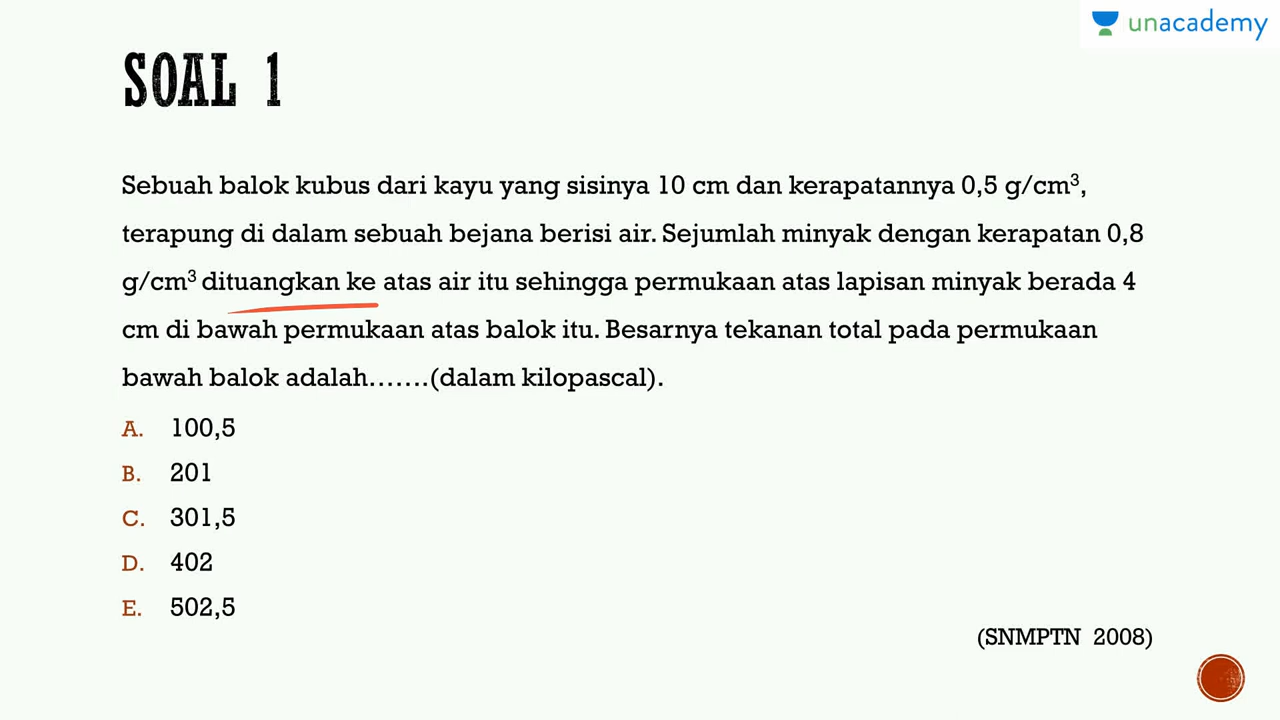 unacademy
SOAL 1
Sebuah balok kubus dari kayu yang sisinya 10 cm dan kerapatannya 0,5 g/cm³,
terapung di dalam sebuah bejana berisi air. Sejumlah minyak dengan kerapatan 0,8
g/cm³ dituangkan ke atas air itu sehingga permukaan atas lapisan minyak berada 4
cm di bawah permukaan atas balok itu. Besarnya tekanan total pada permukaan
bawah balok adalah…….(dalam kilopascal).
A. 100,5
B. 201
C. 301,5
D. 402
E. 502,5
(SNMPTN 2008)